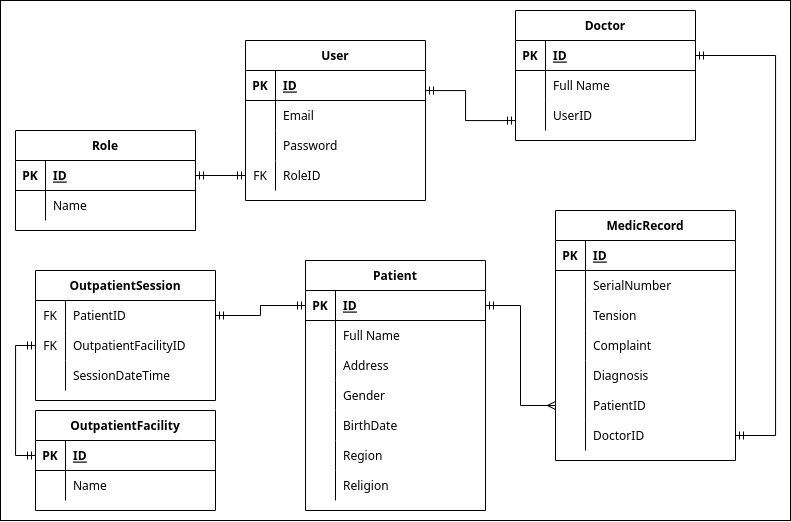 Doctor
PK ID
Full Name
UserID
User
PK ID
Email
Password
FK RoleID
Role
PK ID
Name
MedicRecord
PK ID
SerialNumber
Tension
Complaint
Diagnosis
PatientID
DoctorID
Patient
PK ID
Full Name
Address
Gender
BirthDate
Region
Religion
OutpatientSession
FK PatientID
FK OutpatientFacilityID
SessionDateTime
OutpatientFacility
PK ID
Name